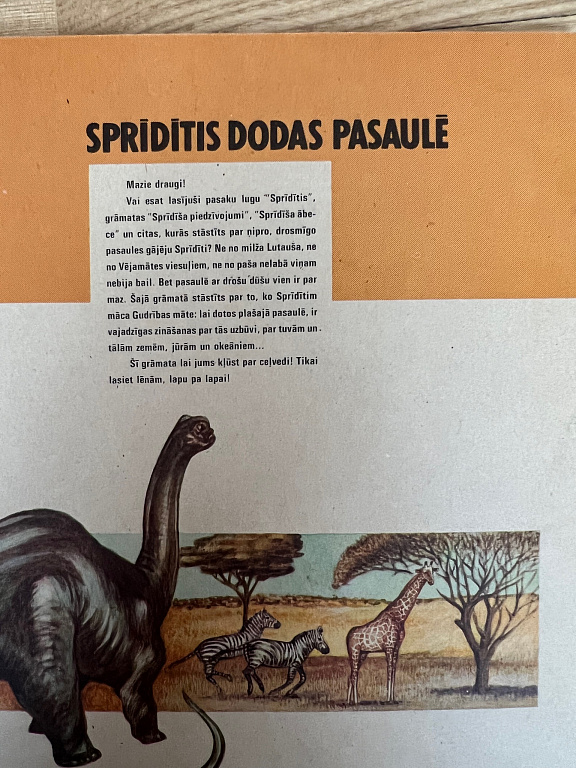 SPRĪDĪTIS DODAS PASAULĒ
Mazie draugi!
Vai esat lasījuši pasaku lugu "Sprīdītis",
grāmatas "Sprīdīša piedzīvojumi", "Sprīdīša ābe-
ce" un citas, kurās stāstīts par ņipro, drosmīgo
pasaules gājēju Sprīdīti? Ne no milža Lutauša, ne
no Vējamātes viesuļiem, ne no paša nelabā viņam
nebija bail. Bet pasaulē ar drošu dūšu vien ir par
maz. Šajā grāmatā stāstīts par to, ko Sprīdītim
māca Gudrības māte: lai dotos plašajā pasaulē, ir
vajadzīgas zināšanas par tās uzbūvi, par tuvām un
tālām zemēm, jūrām un okeāniem...
Šī grāmata lai jums kļūst par ceļvedi! Tikai
lasiet lēnām, lapu pa lapai!